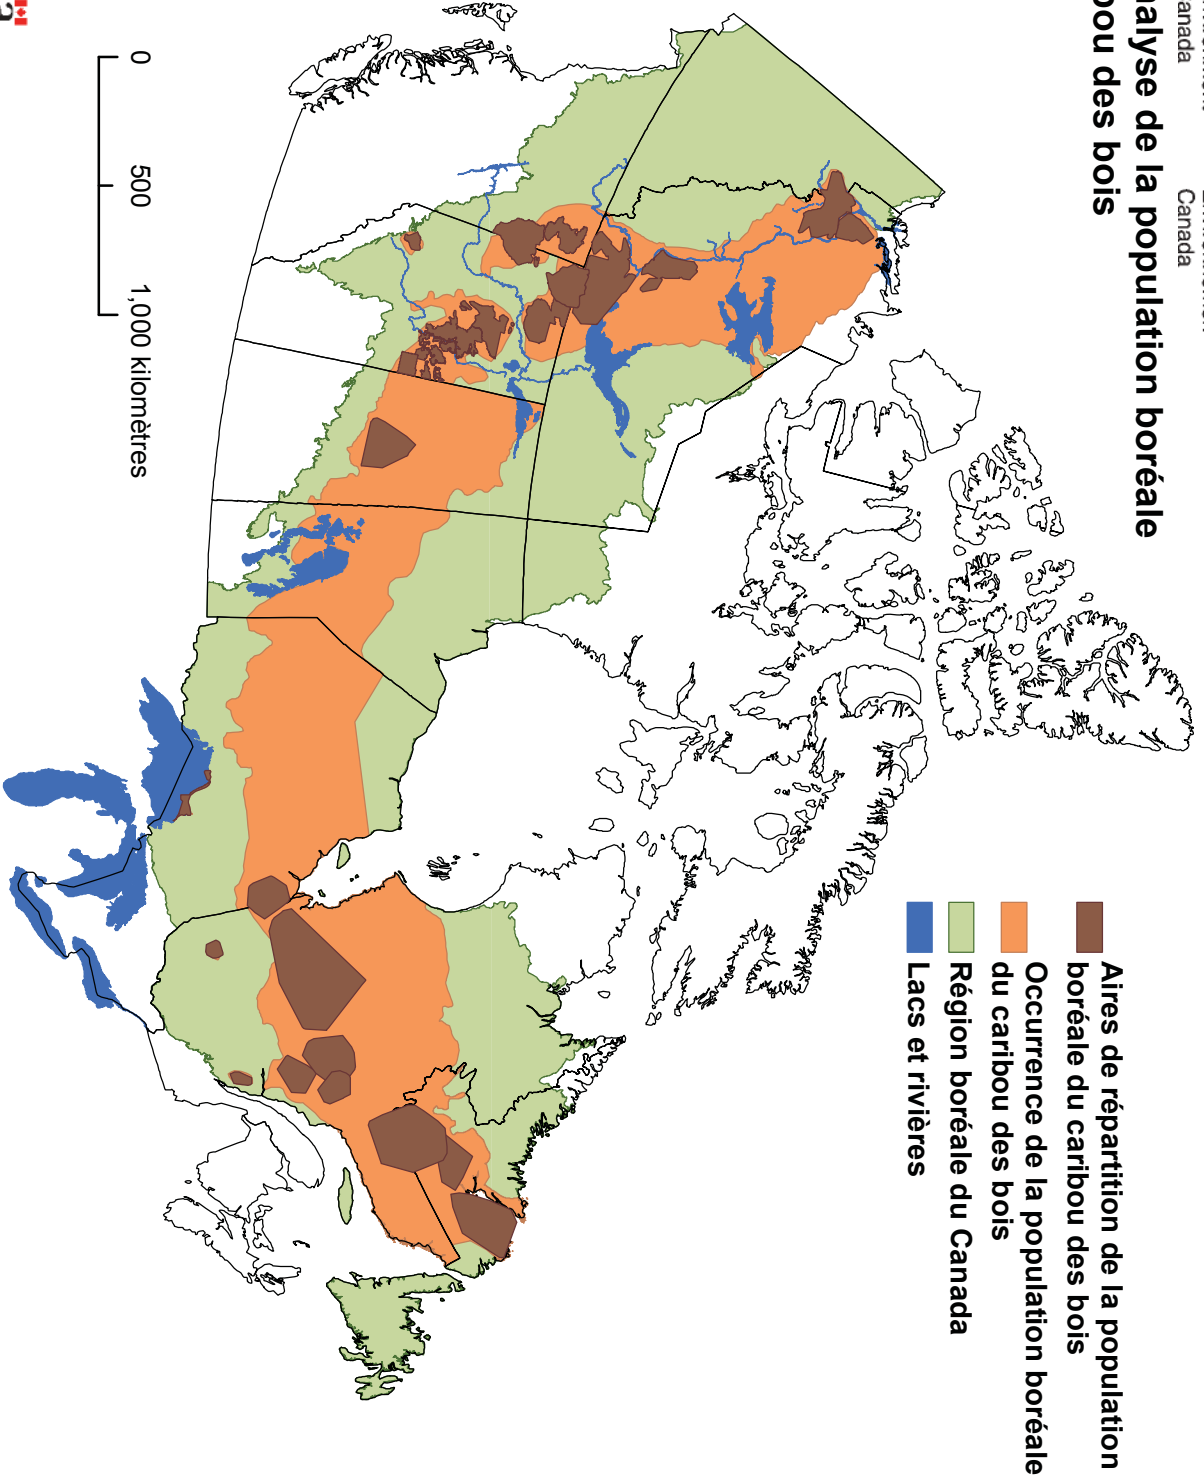 Canada
alyse de la population boréale
bou des bois
Aires de répartition de la population
boréale du caribou des bois
Occurrence de la population boréale
du caribou des bois
Région boréale du Canada
Lacs et rivières
0 500 1,000 kilomètres